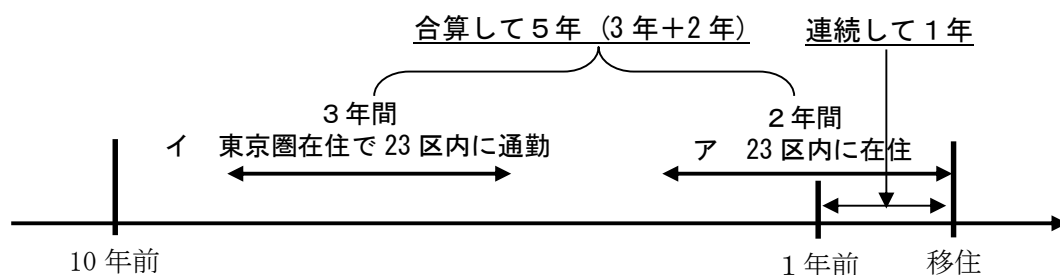 合算して５年（3 年＋2 年） 連続して１年
３年間
イ 東京圏在住で 23 区内に通勤
２年間
ア 23 区内に在住
10 年前 １年前 移住